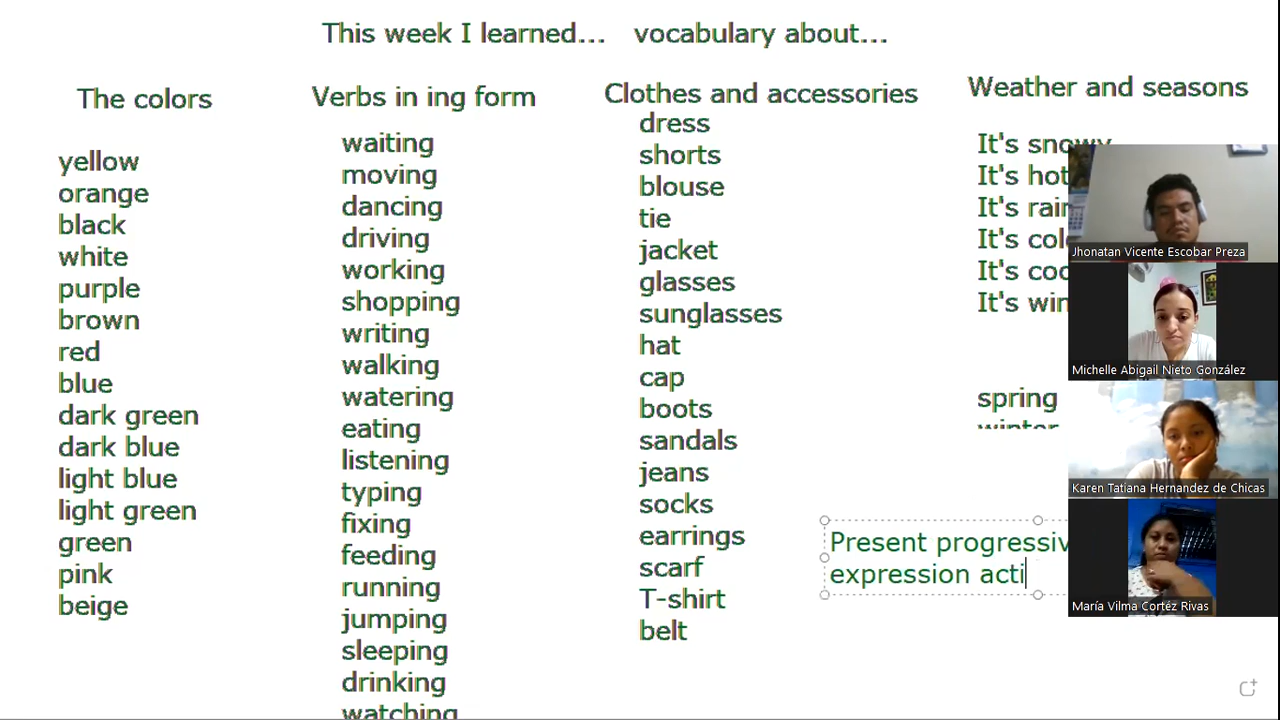 This week I learned... vocabulary about...
The colors
yellow
orange
black
white
purple
brown
red
blue
dark green
dark blue
light blue
light green
green
pink
beige
Verbs in ing form
waiting
moving
dancing
driving
working
shopping
writing
walking
watering
eating
listening
typing
fixing
feeding
running
jumping
sleeping
drinking
watching
Clothes and accessories
dress
shorts
blouse
tie
jacket
glasses
sunglasses
hat
cap
boots
sandals
jeans
socks
earrings
scarf
T-shirt
belt
Weather and seasons
It's snowy
It's hot
It's
It's
It's
It's
spring
winter
Present
expression acti
Jhonatan Vicente Escobar Preza
Michelle Abigail Nieto González
Karen Tatiana Hernandez de Chicas
María Vilma Cortéz Rivas